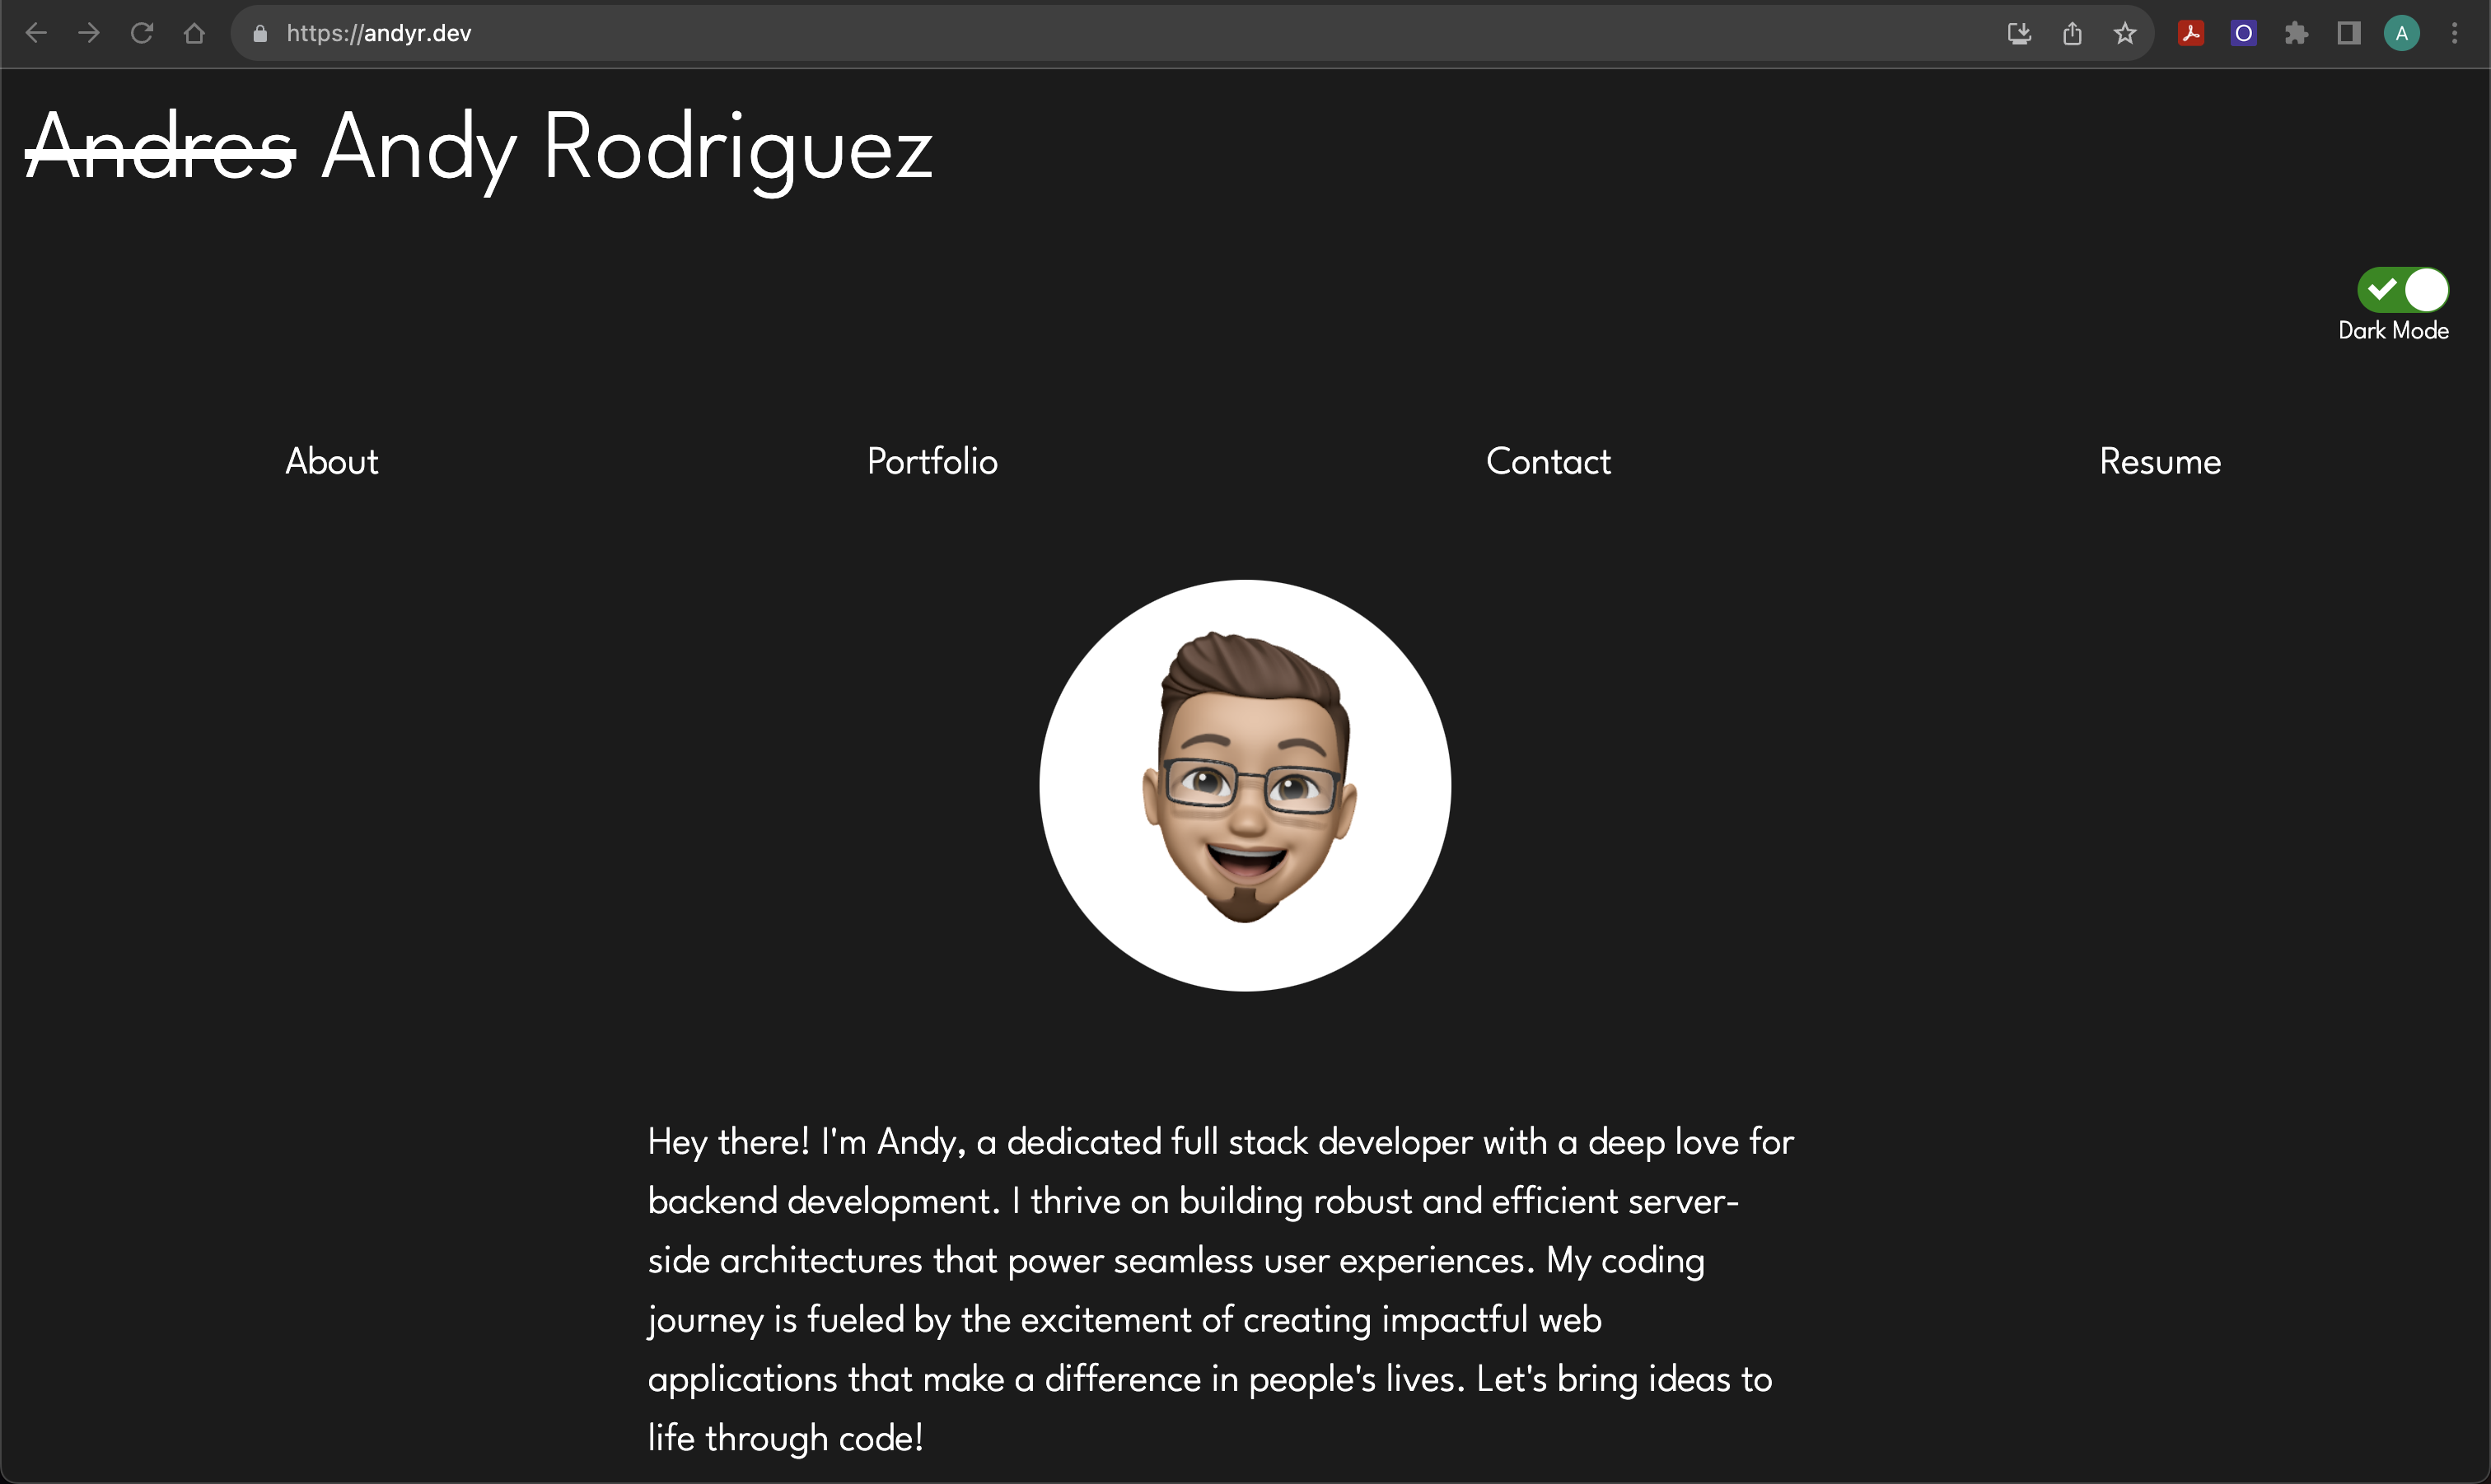 https://andyr.dev
A
Andres Andy Rodriguez
Dark Mode
About Portfolio Contact Resume
Hey there! I'm Andy, a dedicated full stack developer with a deep love for
backend development. I thrive on building robust and efficient server-
side architectures that power seamless user experiences. My coding
journey is fueled by the excitement of creating impactful web
applications that make a difference in people's lives. Let's bring ideas to
life through code!